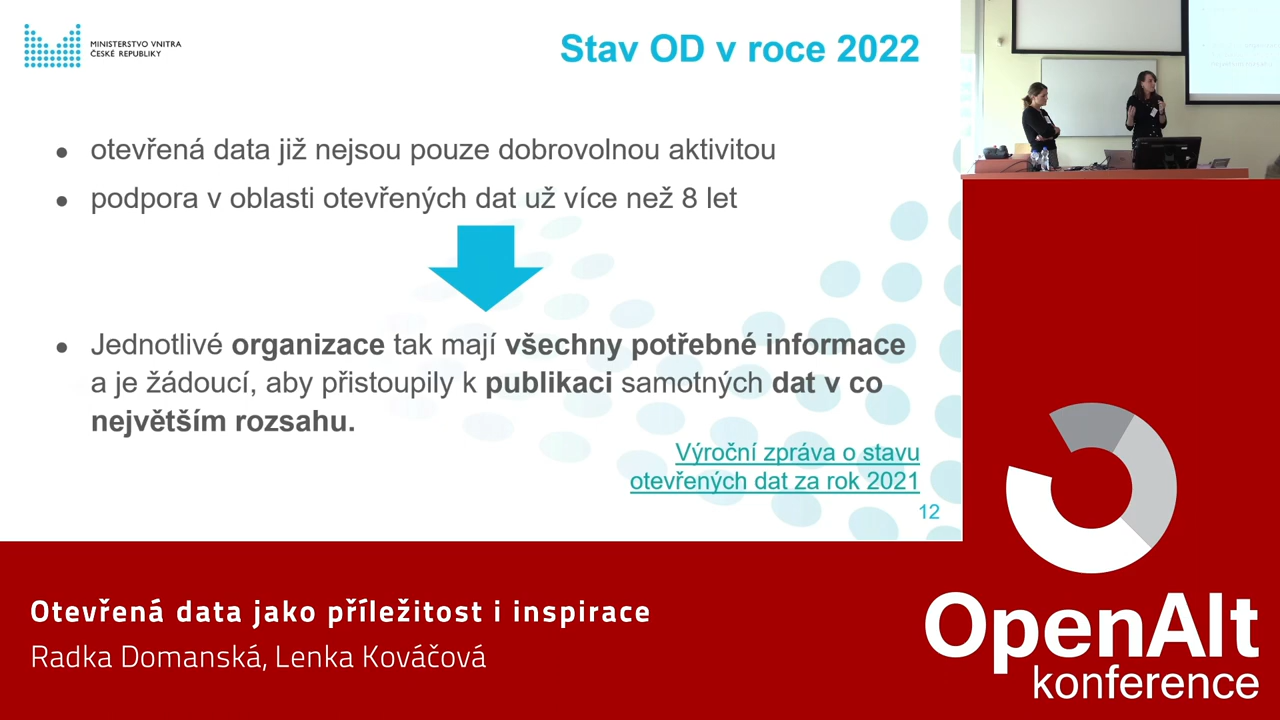 MINISTERSTVO VNITRA
ČESKÉ REPUBLIKY
Stav OD v roce 2022
otevřená data již nejsou pouze dobrovolnou aktivitou
podpora v oblasti otevřených dat už více než 8 let
Jednotlivé organizace tak mají všechny potřebné informace
a je žádoucí, aby přistoupily k publikaci samotných dat v co
největším rozsahu.
Výroční zpráva o stavu
otevřených dat za rok 2021
12
Otevřená data jako příležitost i inspirace
Radka Domanská, Lenka Kováčová
OpenAlt
konference